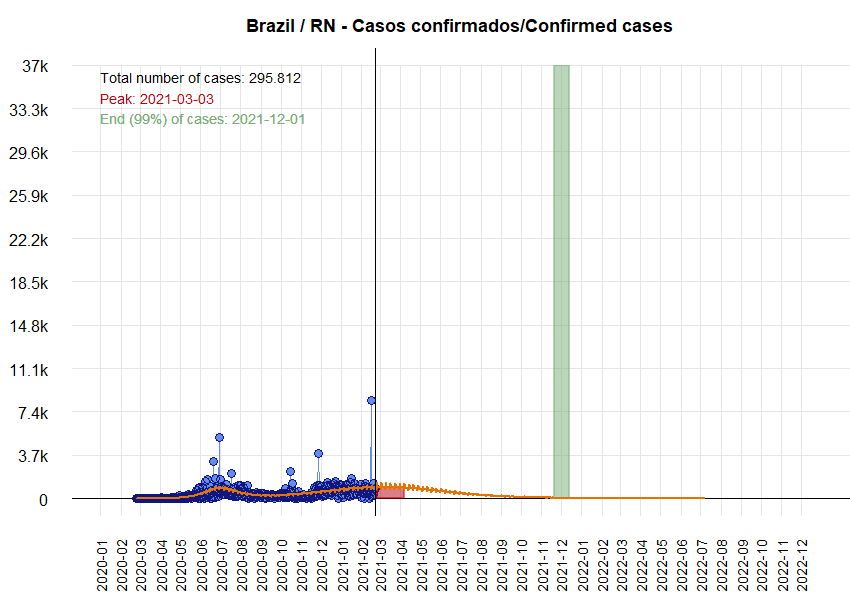 Brazil / RN - Casos confirmados/Confirmed cases
37k
Total number of cases: 295.812
Peak: 2021-03-03
33.3k
End (99%) of cases: 2021-12-01
29.6k
25.9k
22.2k
18.5k
14.8k
11.1k
7.4k
3.7k
0
2020-01
2020-02
2020-03
2020-04
2020-05
2020-06
2020-07
2020-08
2020-09
2020-10
2020-11
2020-12
2021-01
2021-02
2021-03
2021-04
2021-05
2021-06
2021-07
2021-08
2021-09
2021-10
2021-11
2021-12
2022-01
2022-02
2022-03
2022-04
2022-05
2022-06
2022-07
2022-08
2022-09
2022-10
2022-11
2022-12